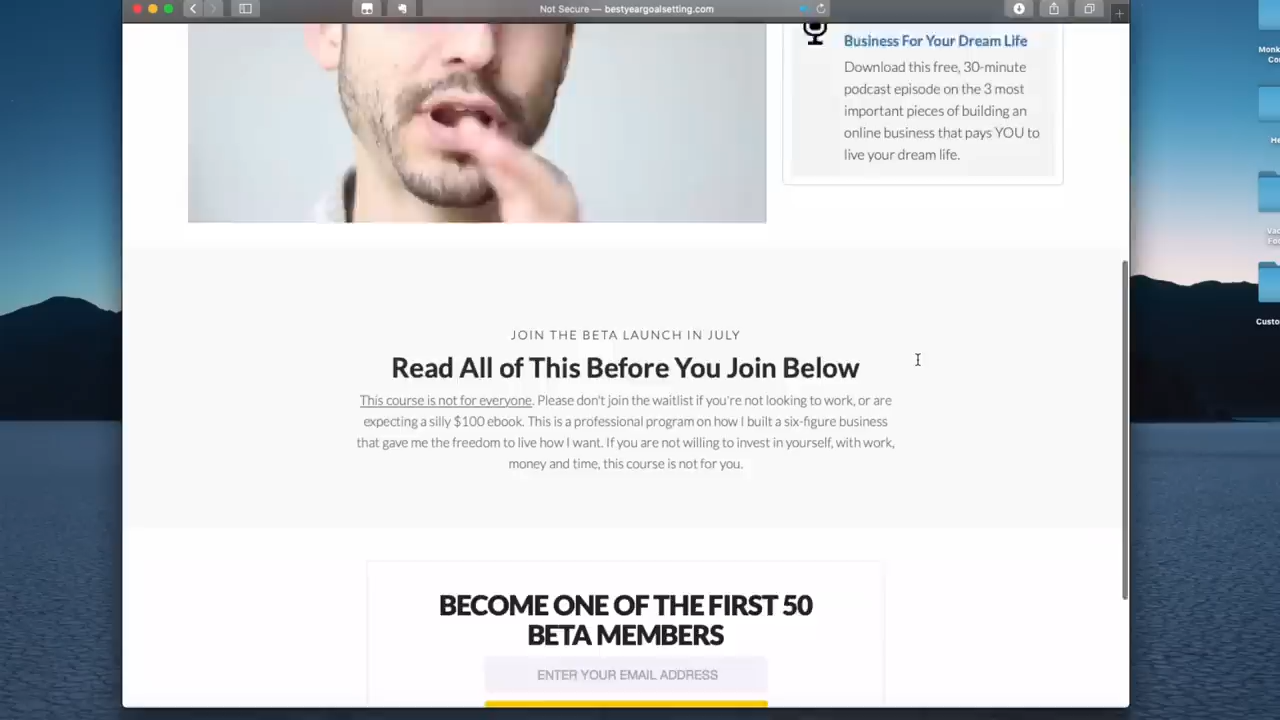 Not Secure — bestyeargoalsetting.com
Business For Your Dream Life
Download this free, 30-minute
podcast episode on the 3 most
important pieces of building an
online business that pays YOU to
live your dream life.
JOIN THE BETA LAUNCH IN JULY
Read All of This Before You Join Below
This course is not for everyone. Please don't join the waitlist if you're not looking to work, or are
expecting a silly $100 ebook. This is a professional program on how I built a six-figure business
that gave me the freedom to live how I want. If you are not willing to invest in yourself, with work,
money and time, this course is not for you.
BECOME ONE OF THE FIRST 50
BETA MEMBERS
ENTER YOUR EMAIL ADDRESS
Custo